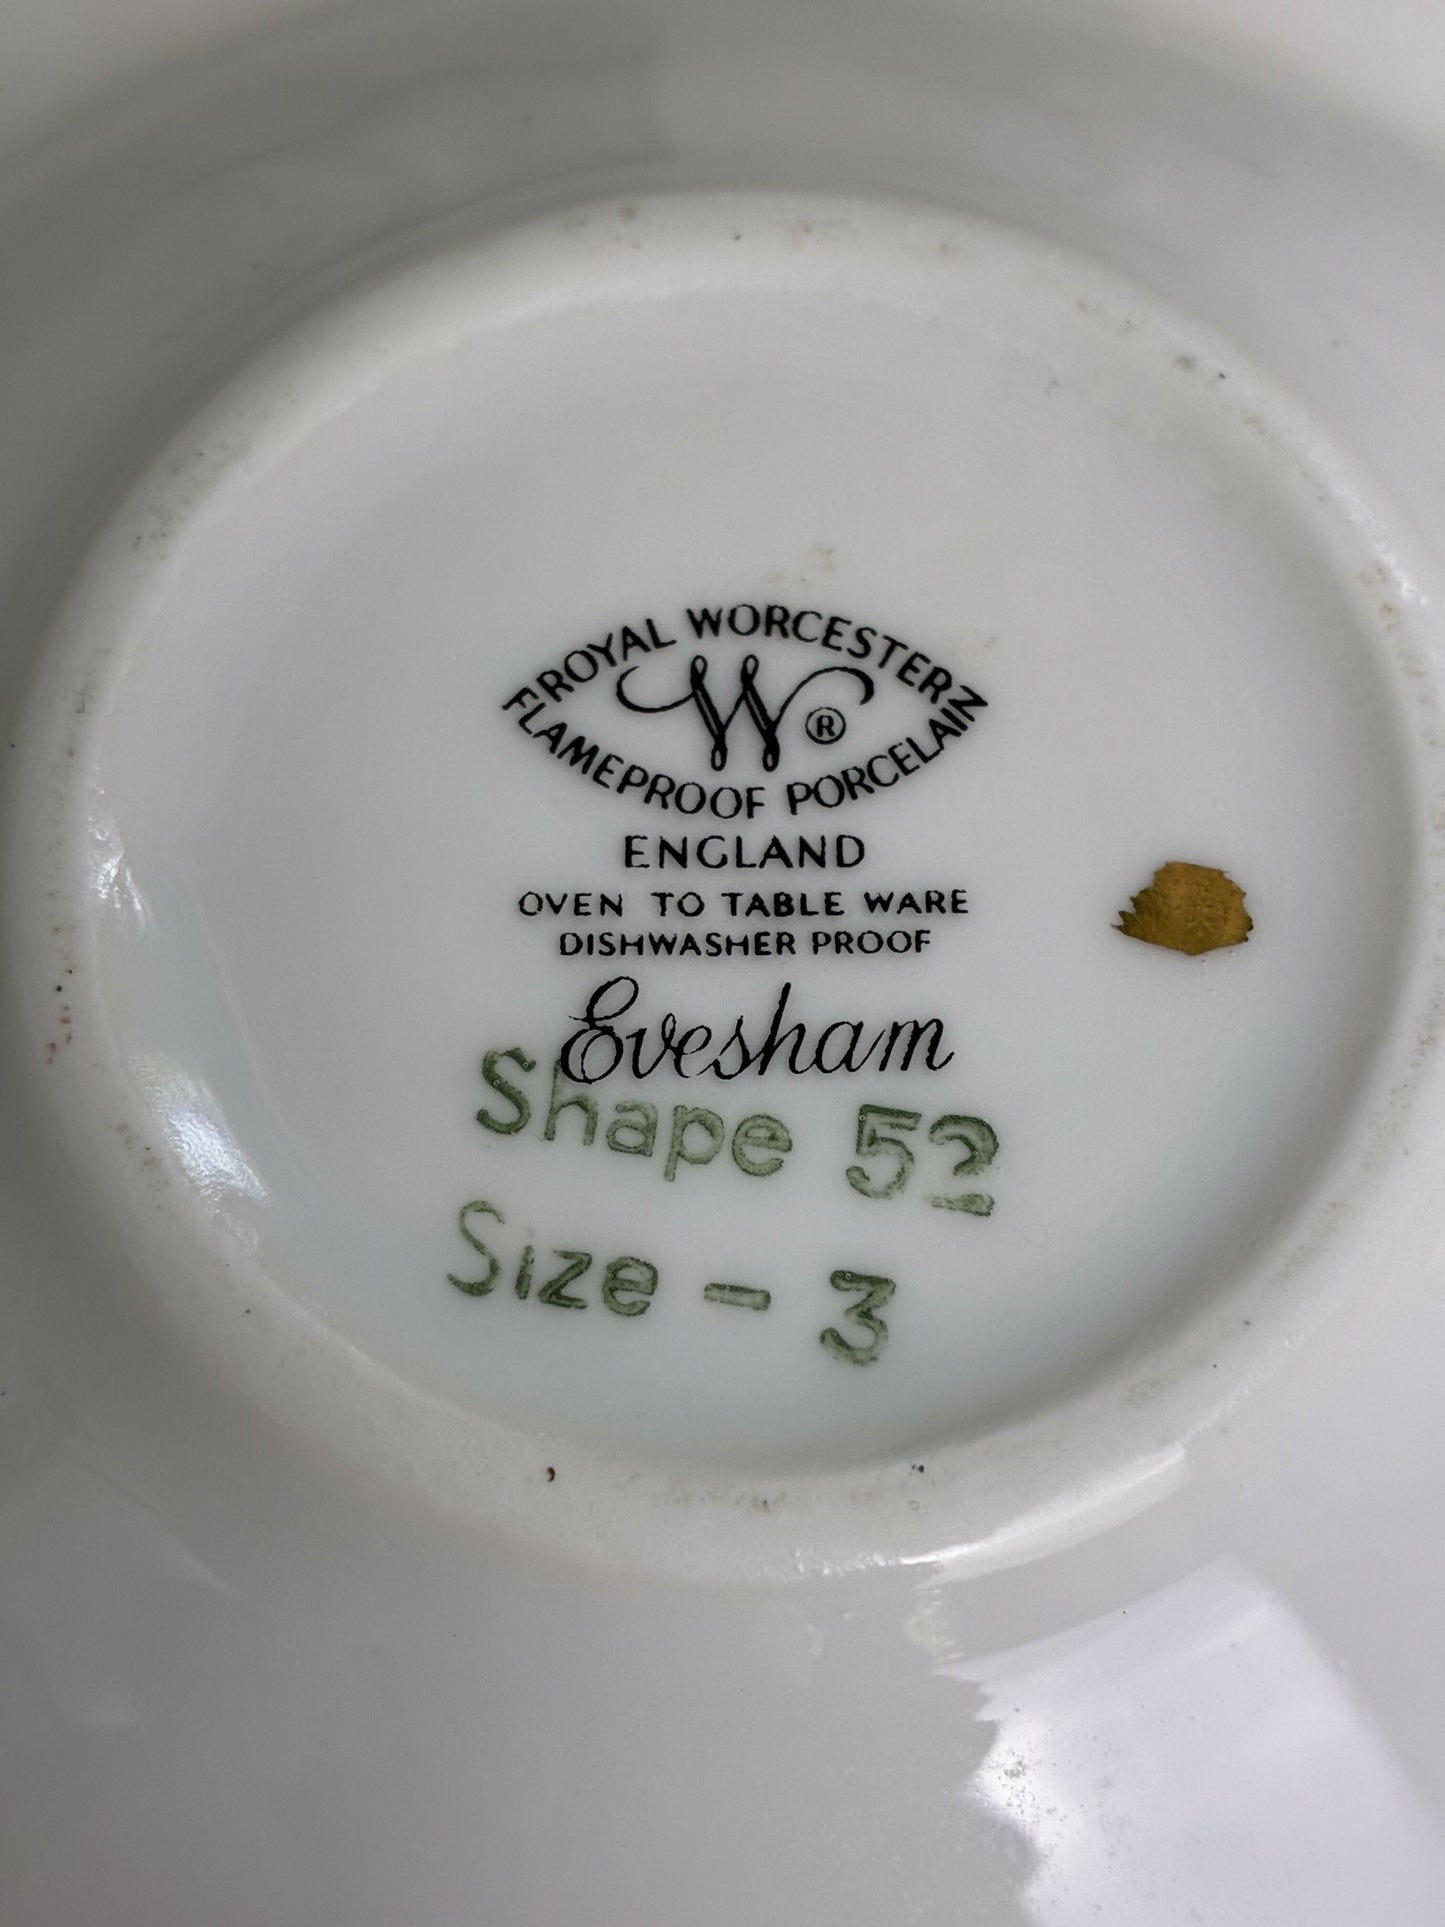 ROYAL WORCESTER
W ®
FLAMEPROOF PORCELAIN
ENGLAND
OVEN TO TABLE WARE
DISHWASHER PROOF
Evesham
Shape 52
Size - 3